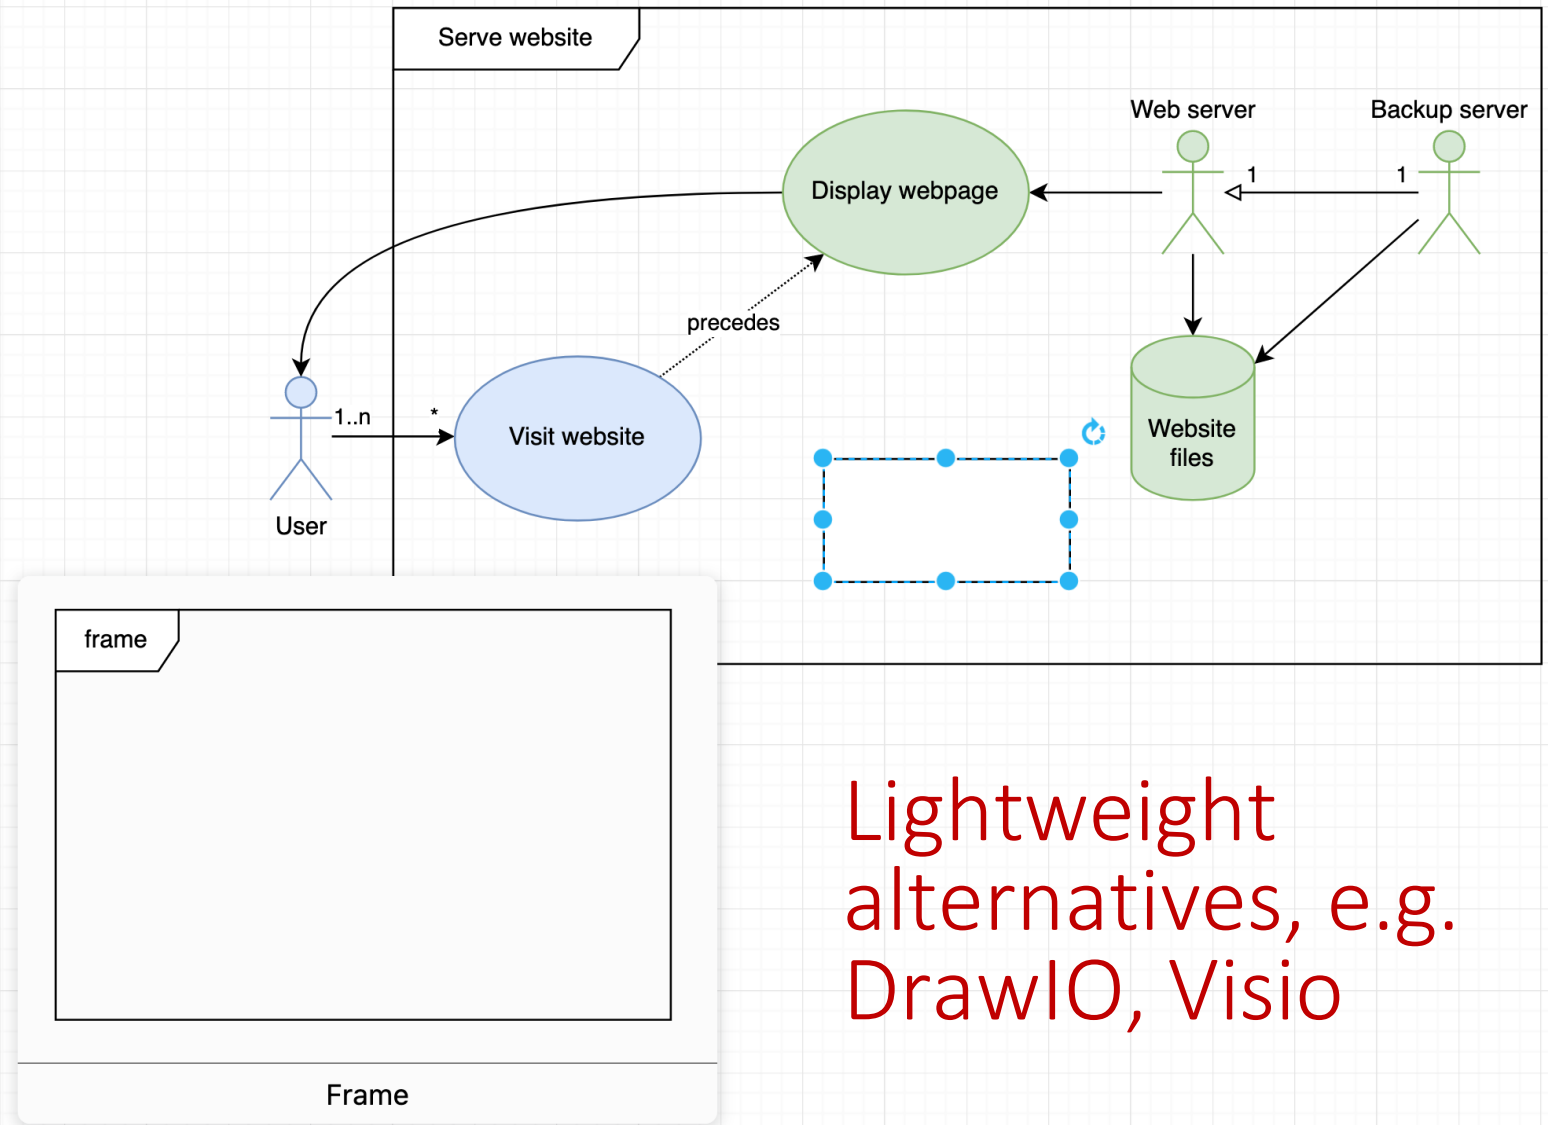 Serve website
Web server
Backup server
Display webpage
1
1
precedes
1..n
*
Visit website
Website
files
User
frame
Frame
Lightweight
alternatives, e.g.
DrawIO, Visio